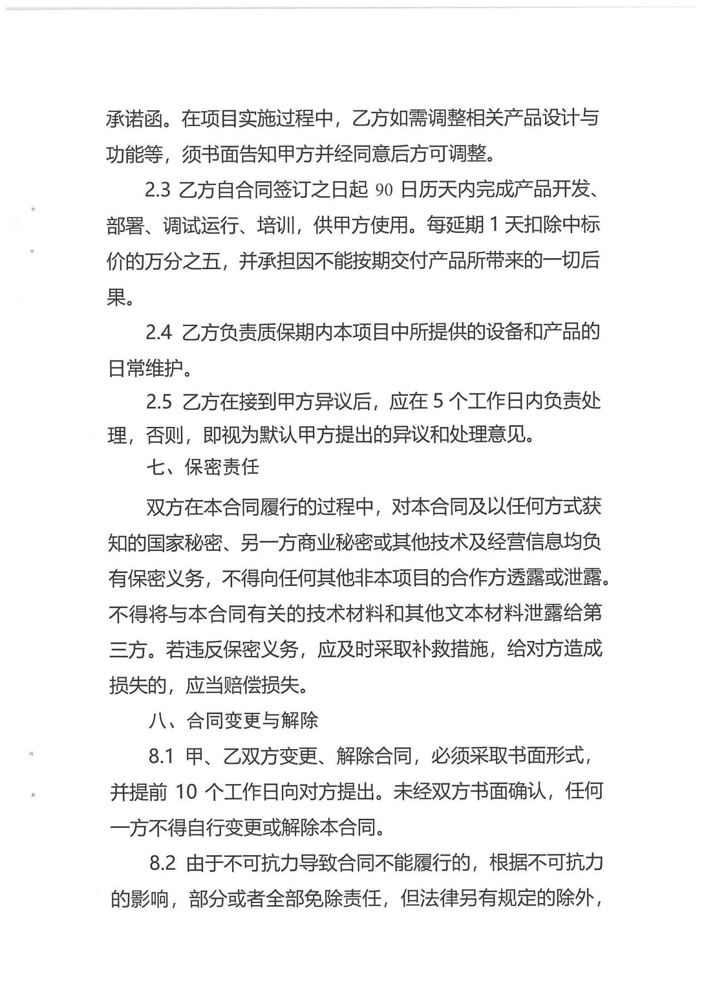 承诺函。在项目实施过程中，乙方如需调整相关产品设计与
功能等，须书面告知甲方并经同意后方可调整。
2.3 乙方自合同签订之日起 90 日历天内完成产品开发、
部署、调试运行、培训，供甲方使用。每延期 1 天扣除中标
价的万分之五，并承担因不能按期交付产品所带来的一切后
果。
2.4 乙方负责质保期内本项目中所提供的设备和产品的
日常维护。
2.5 乙方在接到甲方异议后，应在 5 个工作日内负责处
理，否则，即视为默认甲方提出的异议和处理意见。
七、保密责任
双方在本合同履行的过程中，对本合同及以任何方式获
知的国家秘密、另一方商业秘密或其他技术及经营信息均负
有保密义务，不得向任何其他非本项目的合作方透露或泄露。
不得将与本合同有关的技术材料和其他文本材料泄露给第
三方。若违反保密义务，应及时采取补救措施，给对方造成
损失的，应当赔偿损失。
八、合同变更与解除
8.1 甲、乙双方变更、解除合同，必须采取书面形式，
并提前 10 个工作日向对方提出。未经双方书面确认，任何
一方不得自行变更或解除本合同。
8.2 由于不可抗力导致合同不能履行的，根据不可抗力
的影响，部分或者全部免除责任，但法律另有规定的除外，